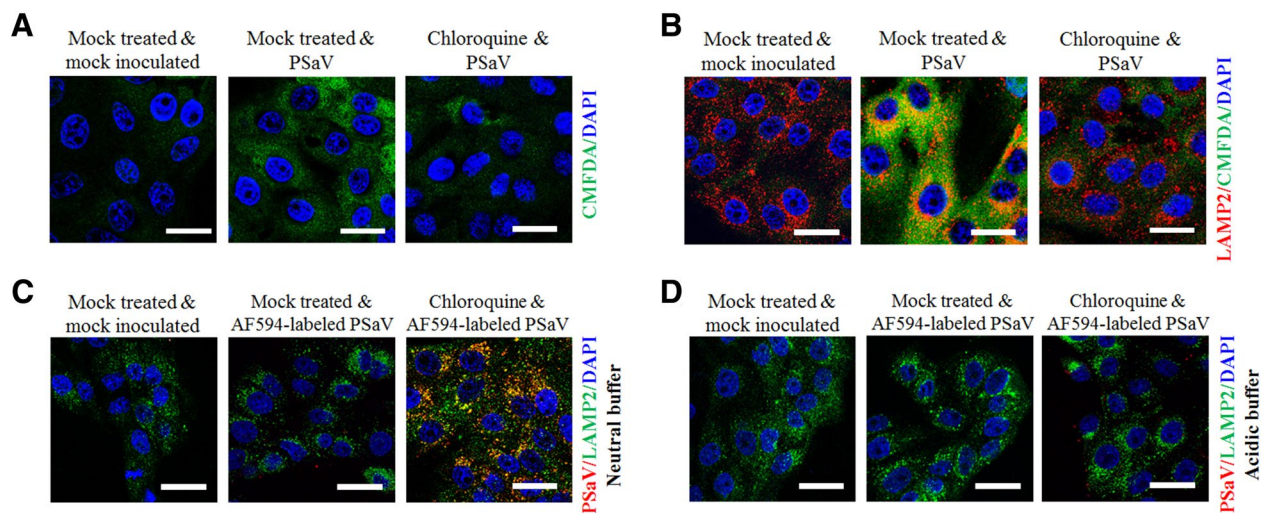 A
Mock treated &
mock inoculated
Mock treated &
PSaV
Chloroquine &
PSaV
CMFDA/DAPI
B
Mock treated &
mock inoculated
Mock treated &
PSaV
Chloroquine &
PSaV
LAMP2/CMFDA/DAPI
C
Mock treated &
mock inoculated
Mock treated &
AF594-labeled PSaV
Chloroquine &
AF594-labeled PSaV
PSaV/LAMP2/DAPI
Neutral buffer
D
Mock treated &
mock inoculated
Mock treated &
AF594-labeled PSaV
Chloroquine &
AF594-labeled PSaV
PSaV/LAMP2/DAPI
Acidic buffer